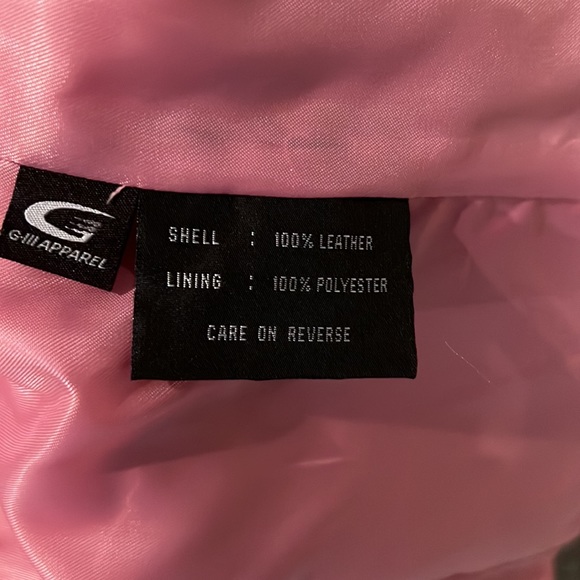 G-III APPAREL
SHELL : 100% LEATHER
LINING : 100% POLYESTER
CARE ON REVERSE